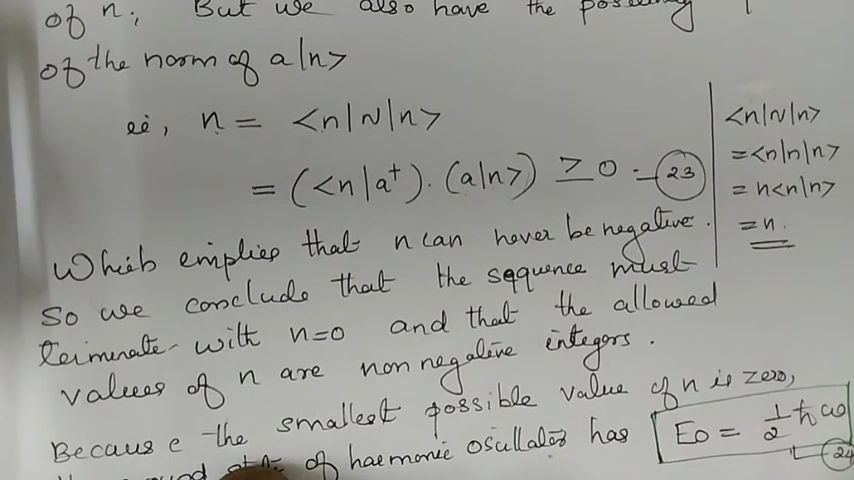 of n; But we also have the
of the norm of a|n>
ie, n = <n|N|n>
= (<n|a†) . (a|n>) ≥ 0 — 23
<n|N|n>
= <n|n|n>
= n<n|n>
= n.
Which emplies that n can never be negative.
So we conclude that the sequence must
terminate with n=0 and that the allowed
values of n are non negative integers.
Because the smallest possible value of n is zero,
of haemonic oscillator has E0 = 1/2 ħω
24